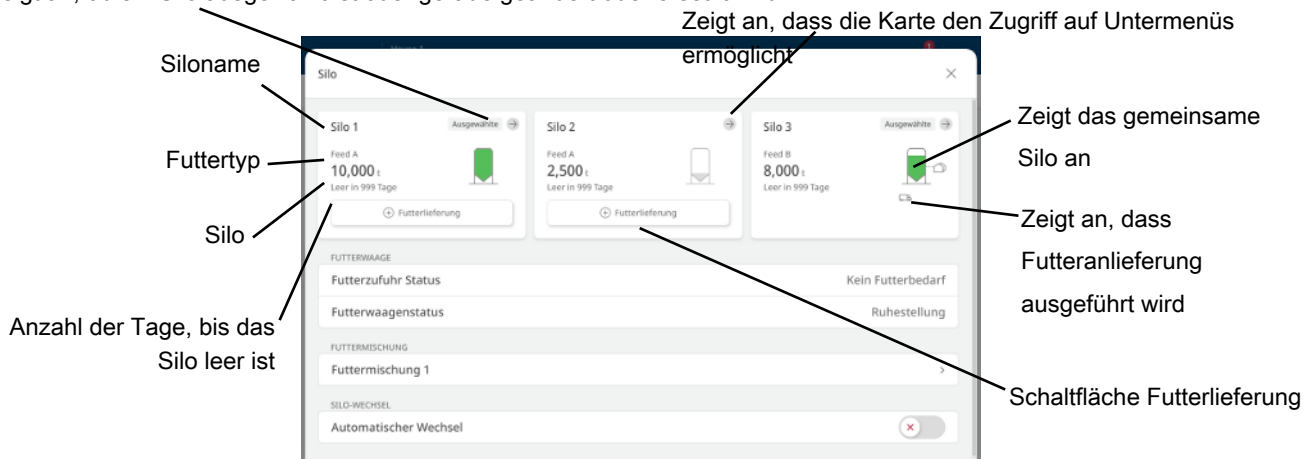 Zeigt an, dass die Karte den Zugriff auf Untermenüs
ermöglicht
Siloname
Futtertyp
Silo
Anzahl der Tage, bis das
Silo leer ist
Silo
Silo 1
Ausgewählte
Feed A
10,000 t
Leer in 999 Tage
Futterlieferung
Silo 2
Feed A
2,500 t
Leer in 999 Tage
Futterlieferung
Silo 3
Ausgewählte
Feed B
8,000 t
Leer in 999 Tage
FUTTERWAAGE
Futterzufuhr Status
Kein Futterbedarf
Futterwaagenstatus
Ruhestellung
FUTTERMISCHUNG
Futtermischung 1
SILO-WECHSEL
Automatischer Wechsel
Zeigt das gemeinsame
Silo an
Zeigt an, dass
Futteranlieferung
ausgeführt wird
Schaltfläche Futterlieferung